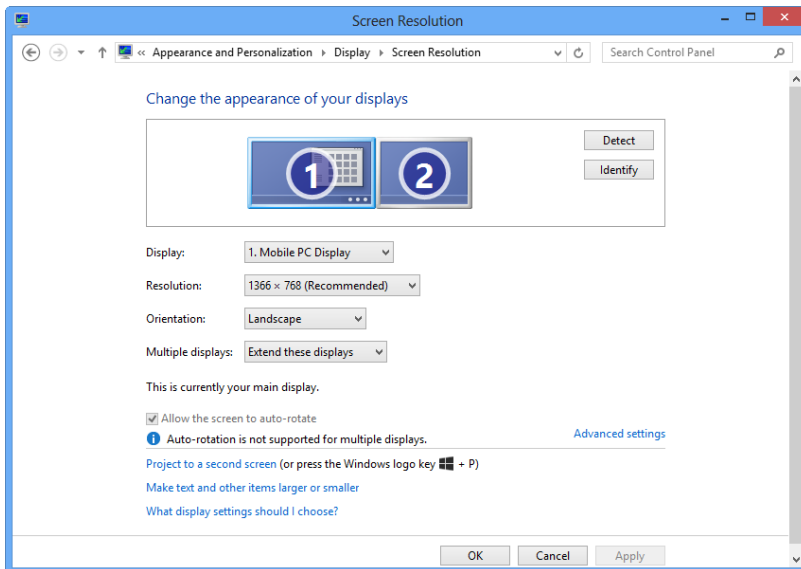 Screen Resolution
« Appearance and Personalization Display Screen Resolution Search Control Panel
Change the appearance of your displays
1 2
Detect
Identify
Display: 1. Mobile PC Display
Resolution: 1366 × 768 (Recommended)
Orientation: Landscape
Multiple displays: Extend these displays
This is currently your main display.
Allow the screen to auto-rotate
Auto-rotation is not supported for multiple displays.
Advanced settings
Project to a second screen (or press the Windows logo key + P)
Make text and other items larger or smaller
What display settings should I choose?
OK Cancel Apply